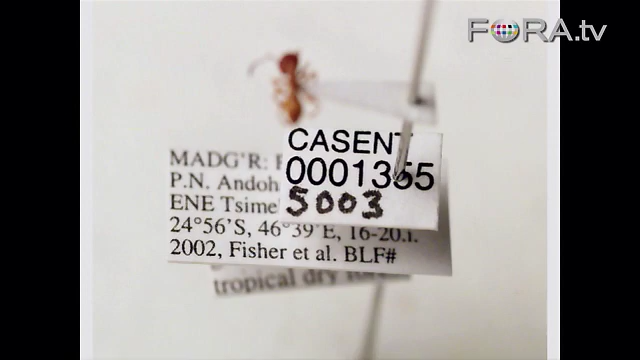 FORA.tv
CASENT
0001355
5003
MADG'R:
P.N. Andoh
ENE Tsime
24°56'S, 46°39'E, 16-20.i.
2002, Fisher et al. BLF#
tropical dry